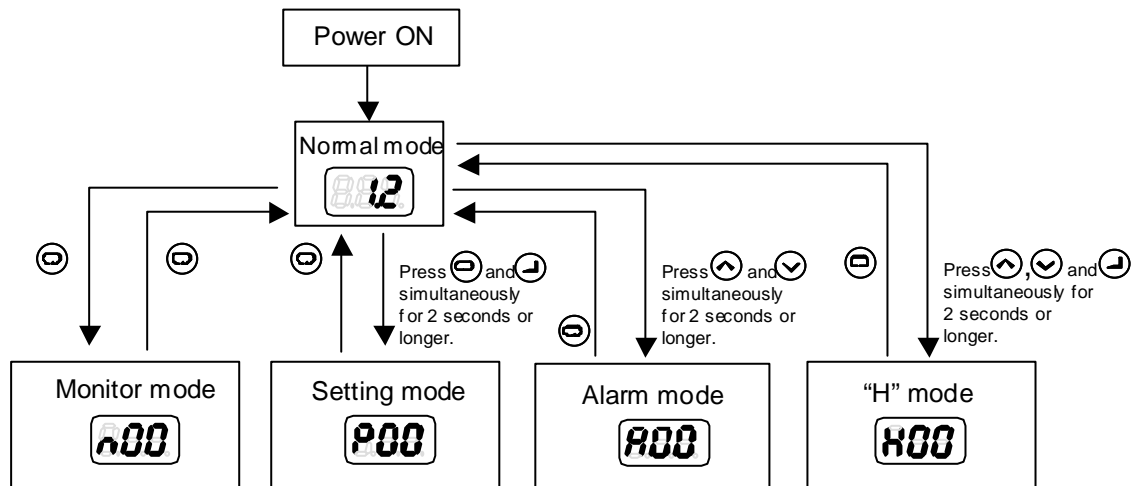 Power ON
Normal mode
1.2
Press and
simultaneously
for 2 seconds or
longer.
Press and
simultaneously
for 2 seconds or
longer.
Press , and
simultaneously for
2 seconds or
longer.
Monitor mode
n00
Setting mode
P00
Alarm mode
A00
“H” mode
H00